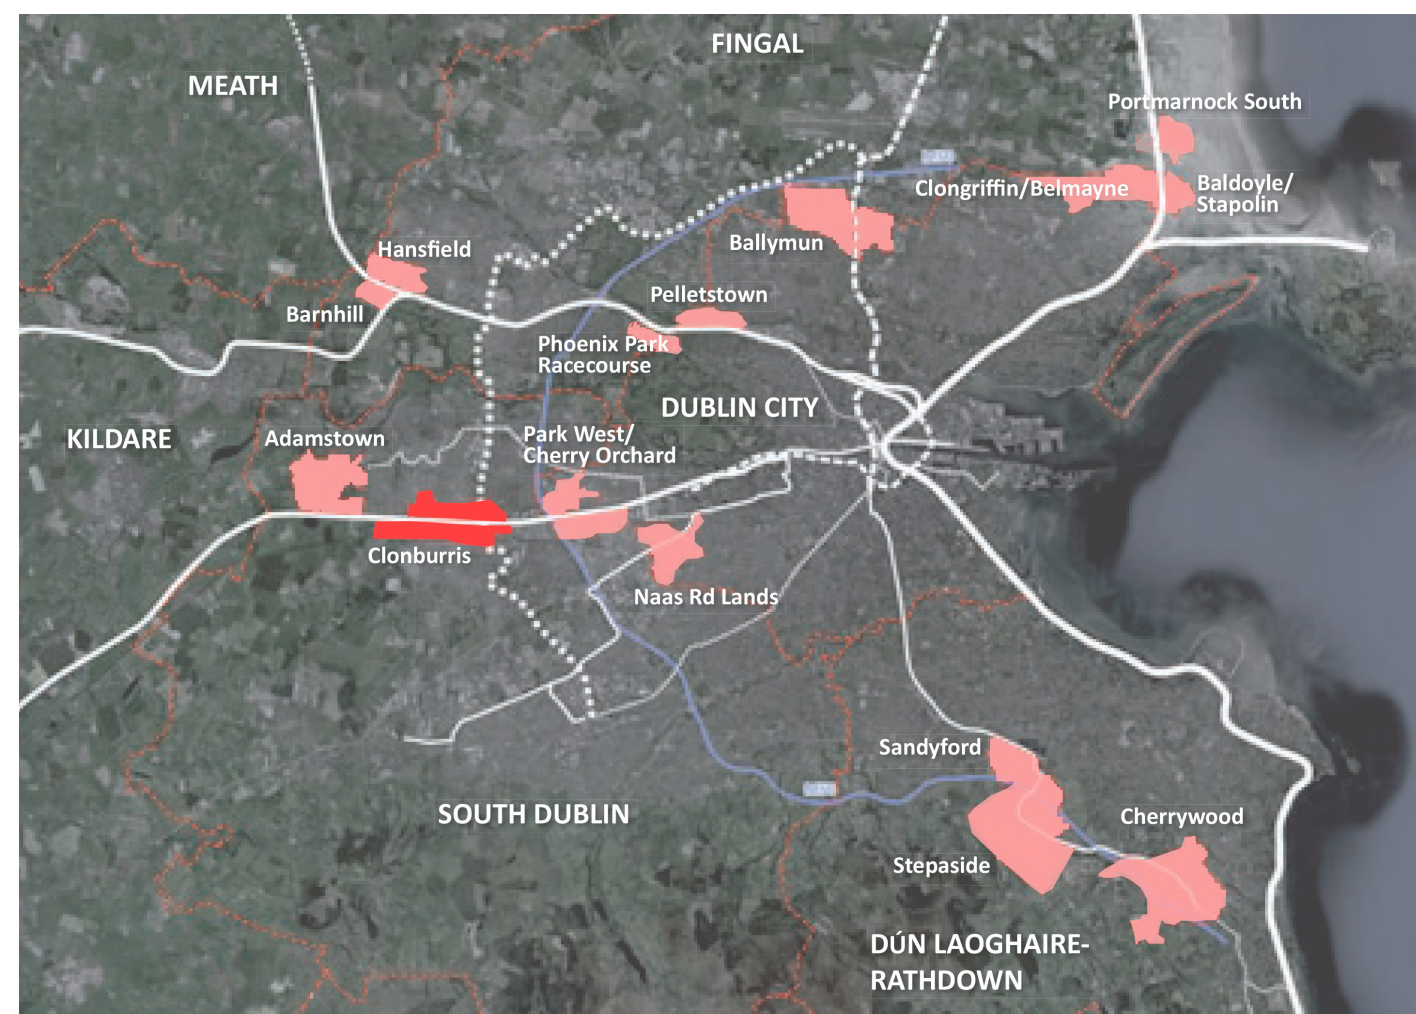 FINGAL
MEATH
Portmarnock South
Clongriffin/Belmayne
Baldoyle/
Stapolin
Ballymun
Hansfield
Pelletstown
Barnhill
Phoenix Park
Racecourse
DUBLIN CITY
KILDARE
Adamstown
Park West/
Cherry Orchard
Clonburris
Naas Rd Lands
Sandyford
SOUTH DUBLIN
Cherrywood
Stepaside
DÚN LAOGHAIRE-
RATHDOWN